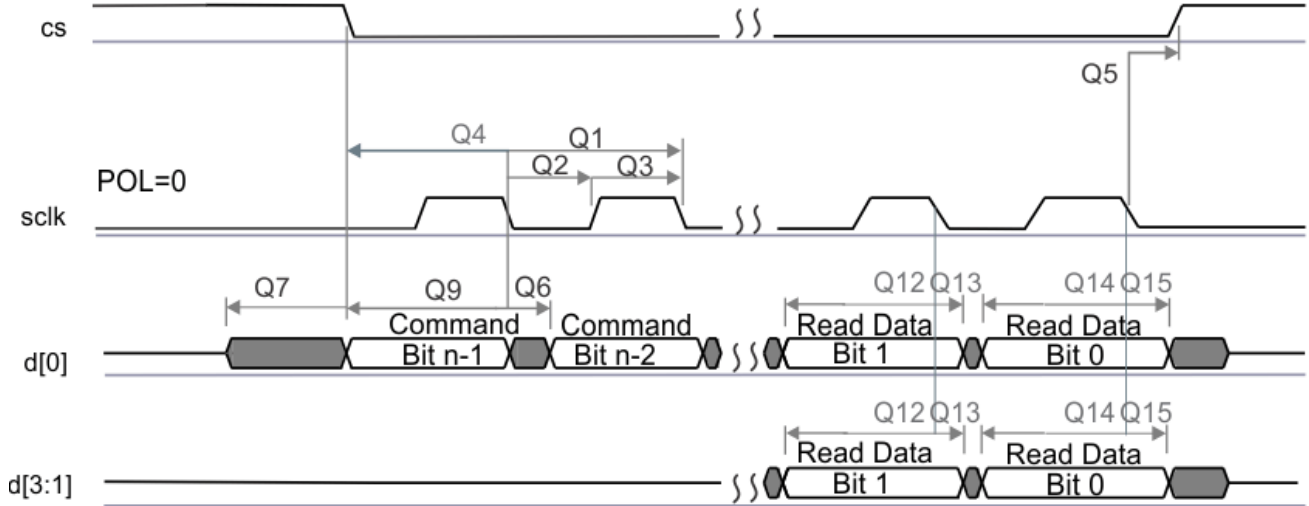 cs
Q5
Q4 Q1
Q2 Q3
POL=0
sclk
Q7 Q9 Q6 Q12 Q13 Q14 Q15
Command Command Read Data Read Data
d[0] Bit n-1 Bit n-2 Bit 1 Bit 0
Q12 Q13 Q14 Q15
Read Data Read Data
d[3:1] Bit 1 Bit 0